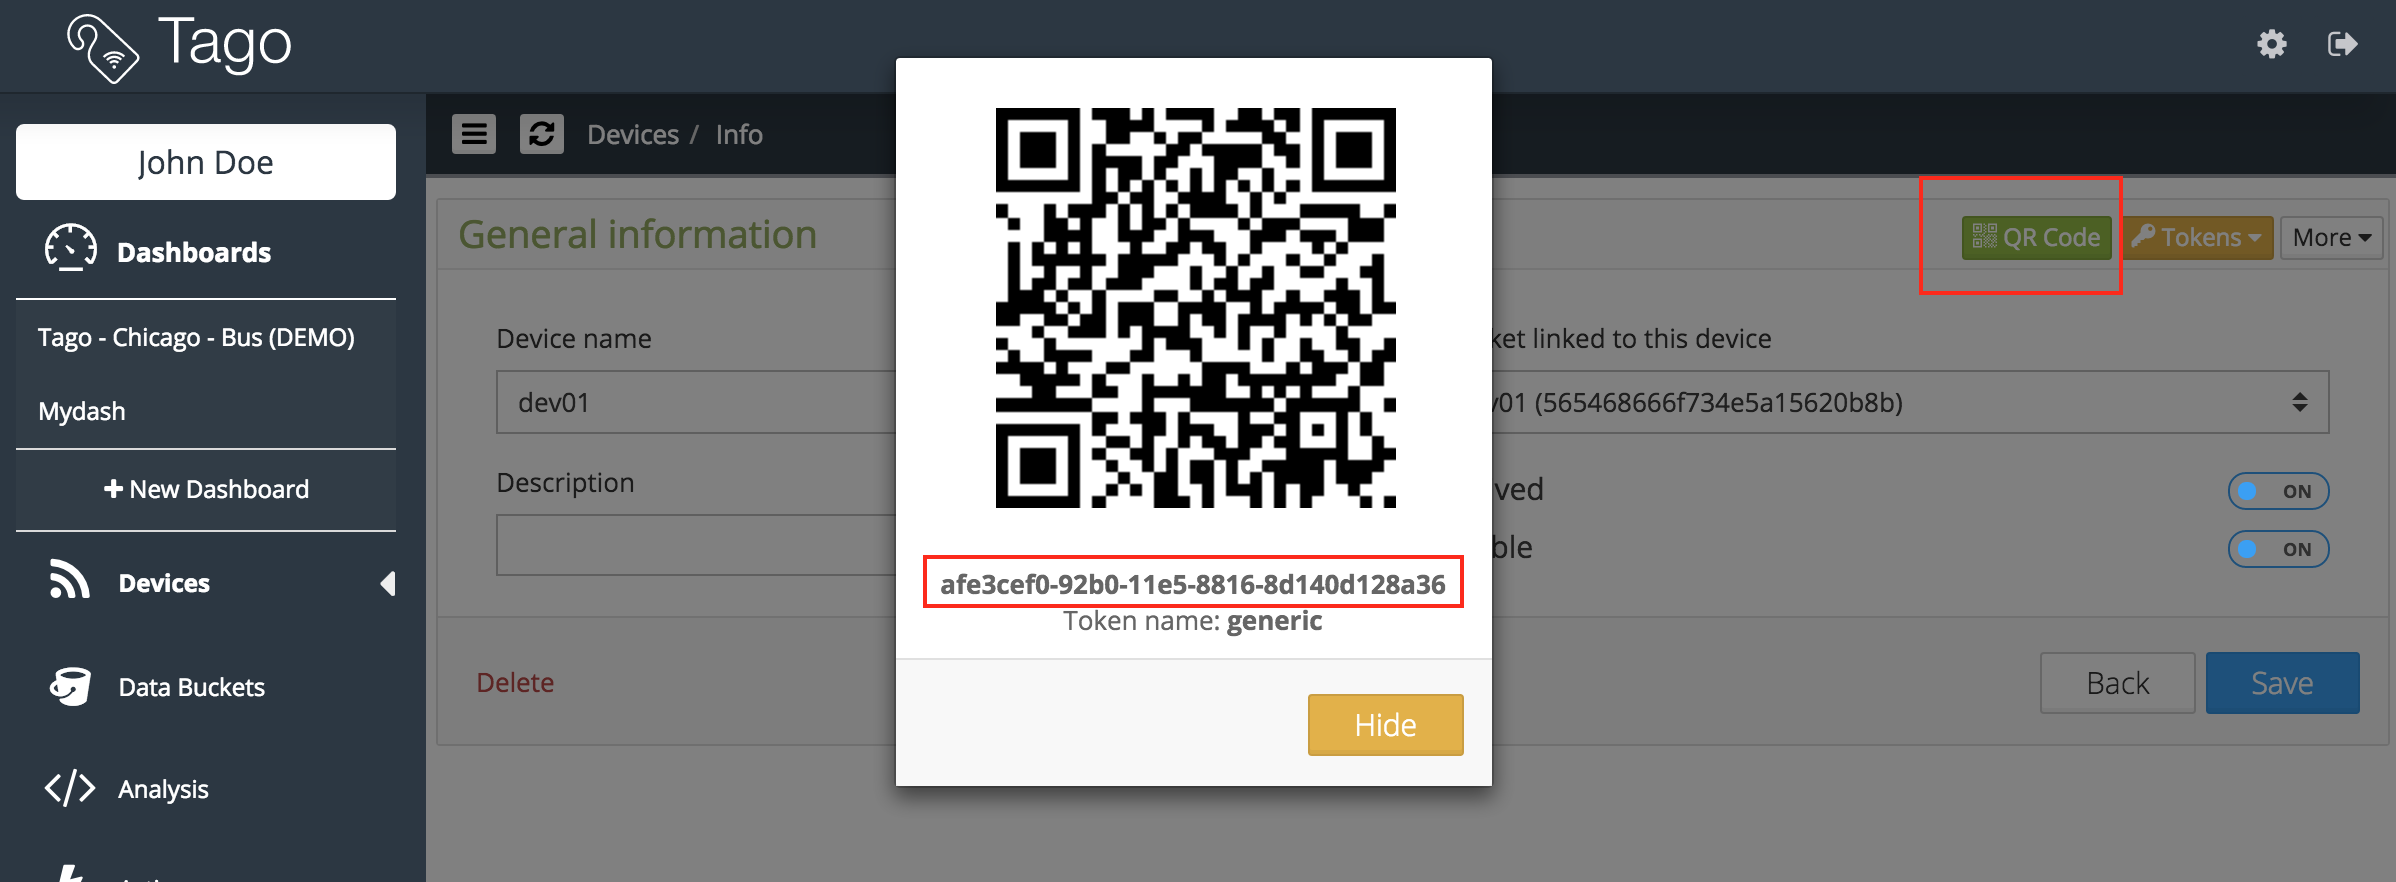 Tago
John Doe
Dashboards
Tago - Chicago - Bus (DEMO)
Mydash
New Dashboard
Devices
Data Buckets
Analysis
Devices / Info
General information
QR Code
Tokens
More
Device name
dev01
ket linked to this device
v01 (565468666f734e5a15620b8b)
Description
ved
ON
ble
ON
afe3cef0-92b0-11e5-8816-8d140d128a36
Token name: generic
Hide
Delete
Back
Save